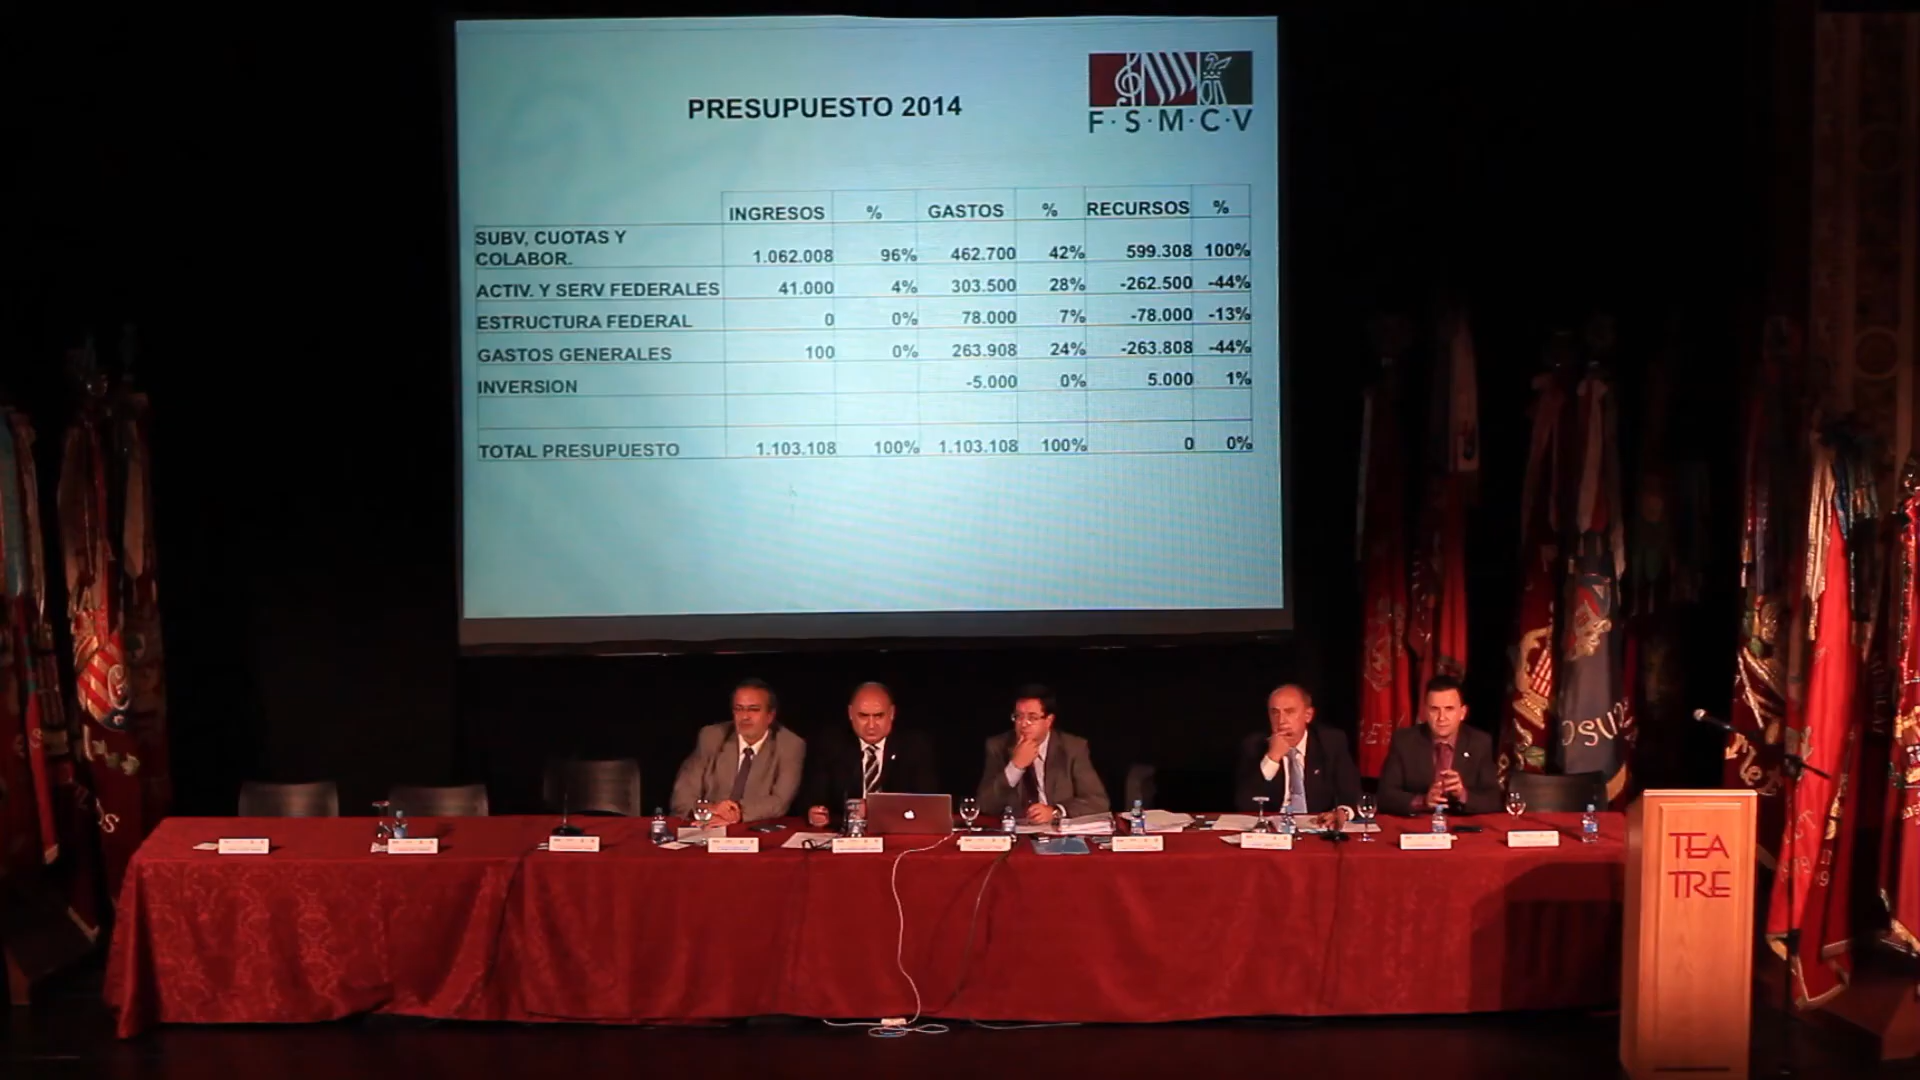 PRESUPUESTO 2014
F·S·M·C·V
INGRESOS % GASTOS % RECURSOS %
SUBV, CUOTAS Y
COLABOR. 1.062.008 96% 462.700 42% 599.308 100%
ACTIV. Y SERV FEDERALES 41.000 4% 303.500 28% -262.500 -44%
ESTRUCTURA FEDERAL 0 0% 78.000 7% -78.000 -13%
GASTOS GENERALES 100 0% 263.908 24% -263.808 -44%
INVERSION -5.000 0% 5.000 1%
TOTAL PRESUPUESTO 1.103.108 100% 1.103.108 100% 0 0%
TEA
TRE